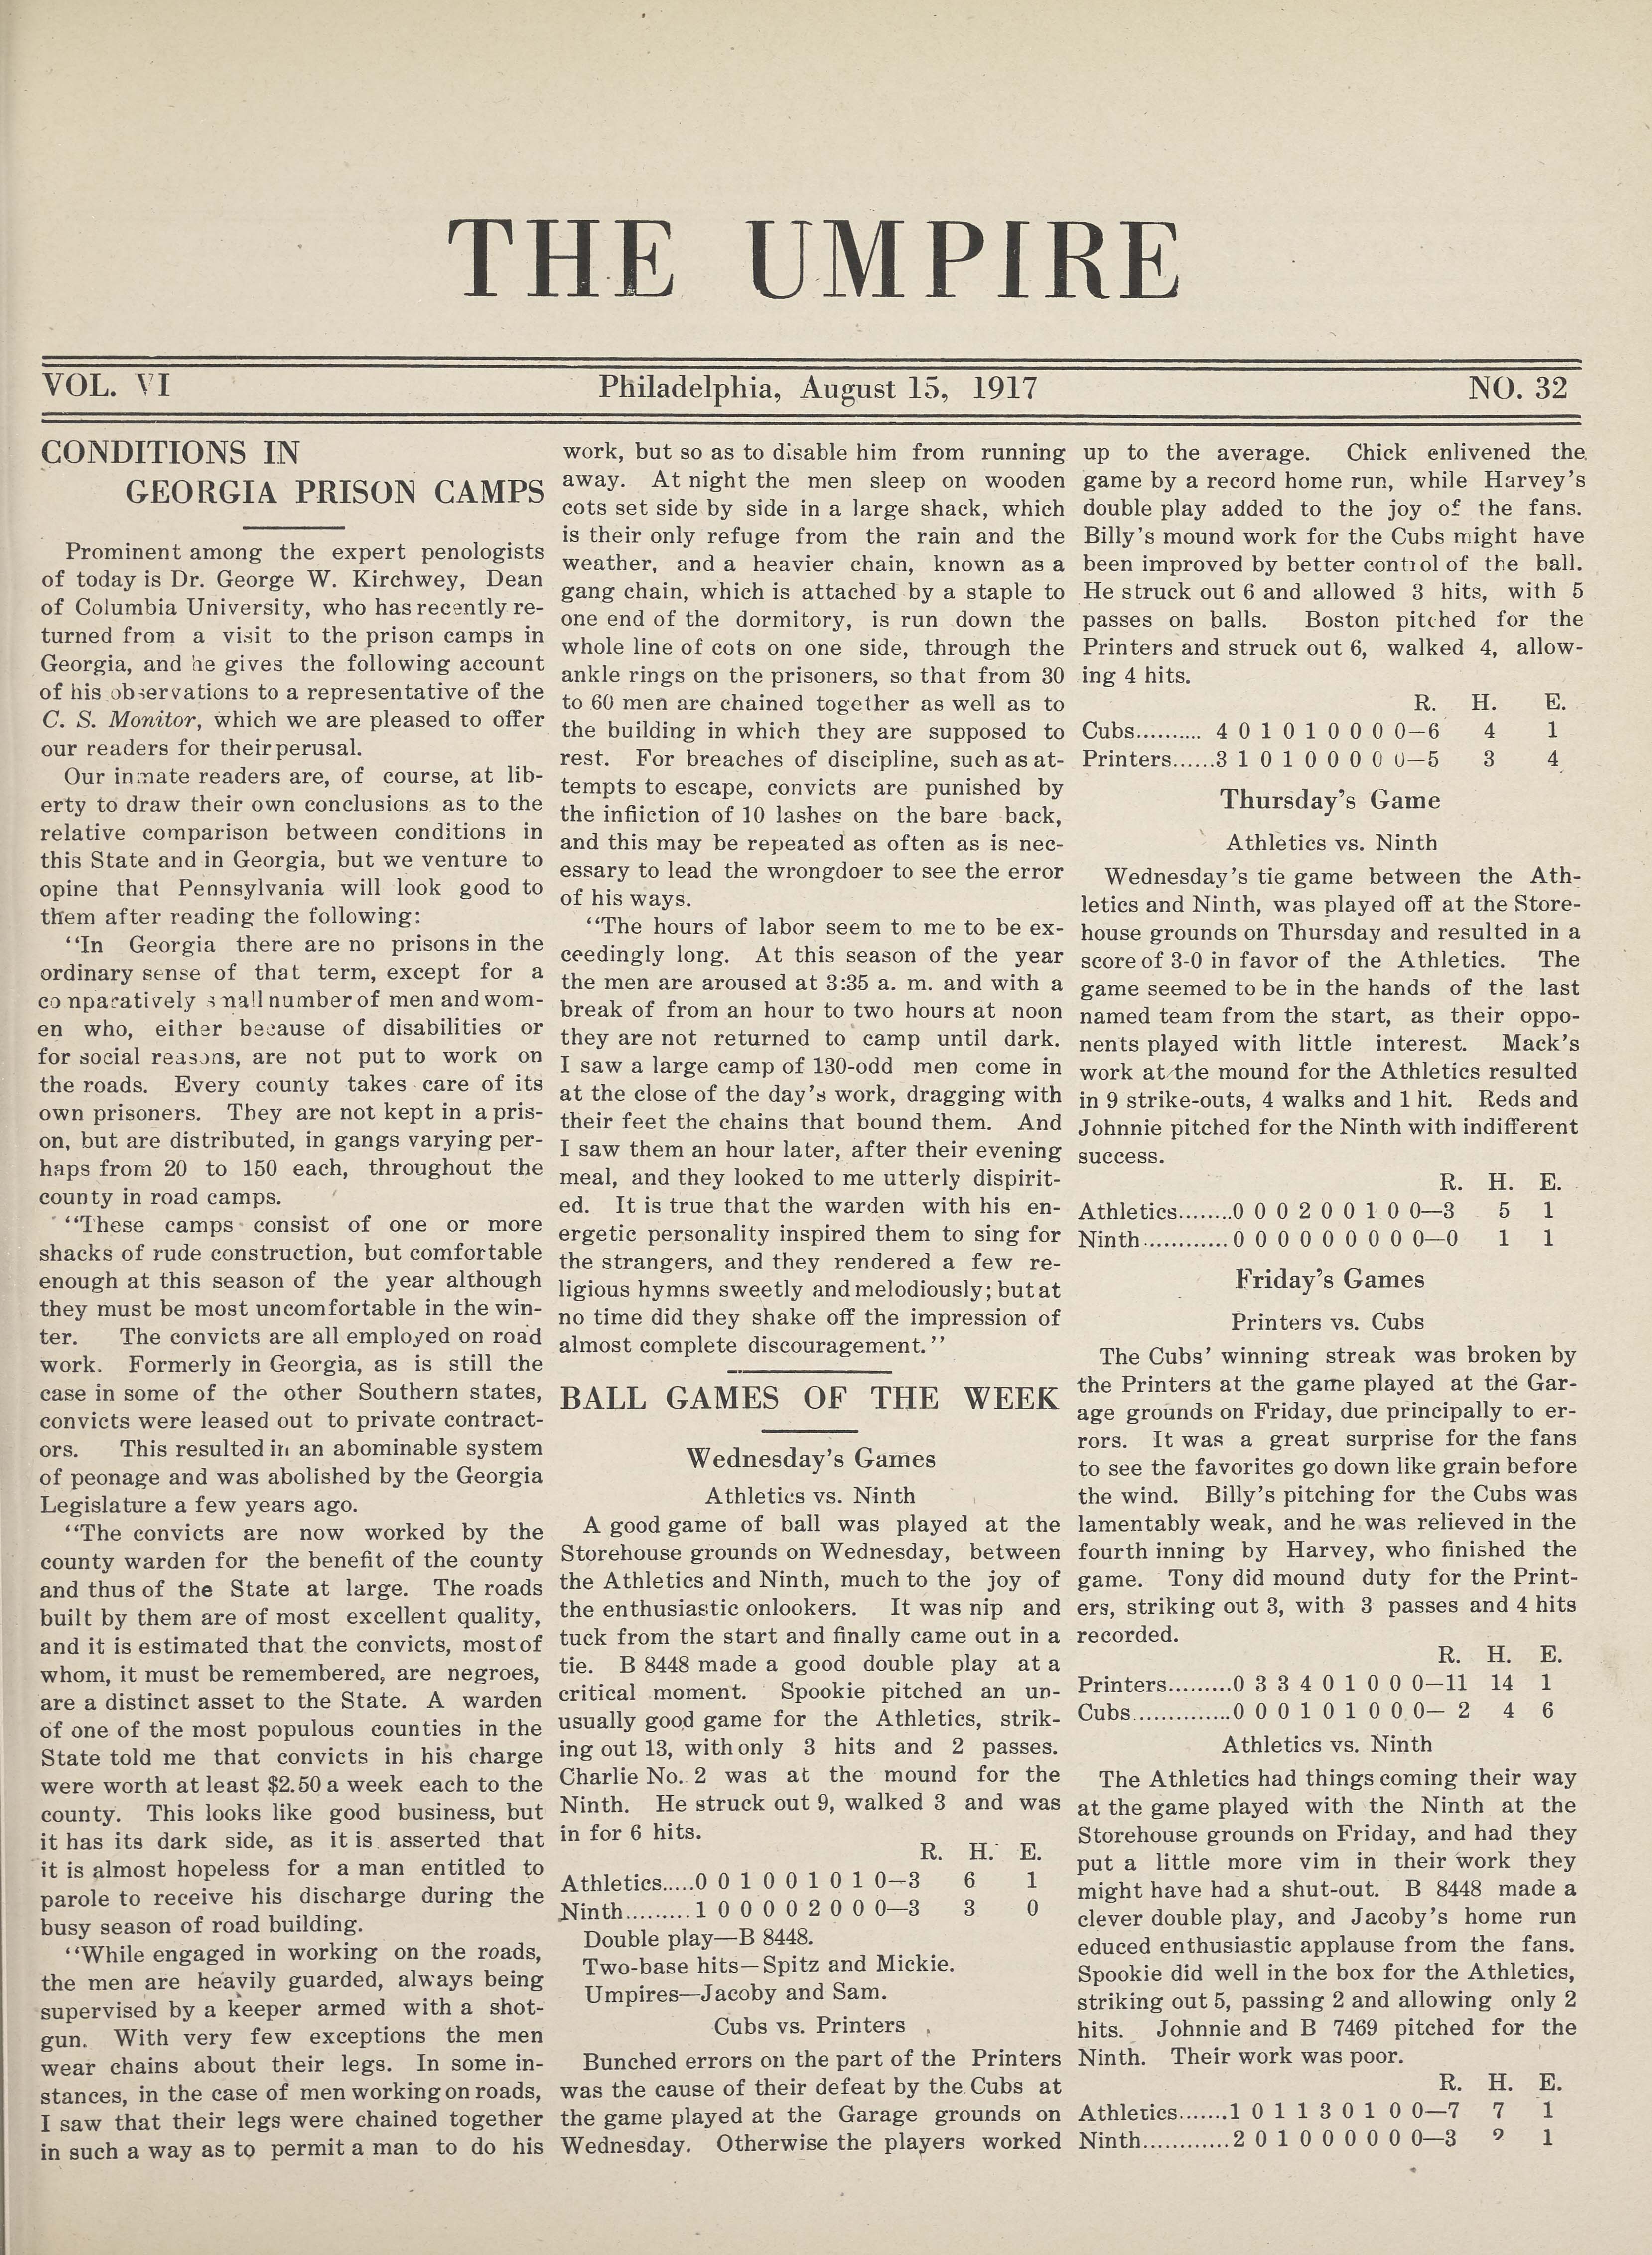 THE UMPIRE
VOL. VI
Philadelphia, August 15, 1917
NO. 32
CONDITIONS IN
GEORGIA PRISON CAMPS
Prominent among the expert penologists
of today is Dr. George W. Kirchwey, Dean
of Columbia University, who has recently re-
turned from a visit to the prison camps in
Georgia, and he gives the following account
of his observations to a representative of the
C. S. Monitor, which we are pleased to offer
our readers for their perusal.
Our inmate readers are, of course, at lib-
erty to draw their own conclusions as to the
relative comparison between conditions in
this State and in Georgia, but we venture to
opine that Pennsylvania will look good to
them after reading the following:
"In Georgia there are no prisons in the
ordinary sense of that term, except for a
comparatively small number of men and wom-
en who, either because of disabilities or
for social reasons, are not put to work on
the roads. Every county takes care of its
own prisoners. They are not kept in a pris-
on, but are distributed, in gangs varying per-
haps from 20 to 150 each, throughout the
county in road camps.
"These camps consist of one or more
shacks of rude construction, but comfortable
enough at this season of the year although
they must be most uncomfortable in the win-
ter. The convicts are all employed on road
work. Formerly in Georgia, as is still the
case in some of the other Southern states,
convicts were leased out to private contract-
ors. This resulted in an abominable system
of peonage and was abolished by the Georgia
Legislature a few years ago.
"The convicts are now worked by the
county warden for the benefit of the county
and thus of the State at large. The roads
built by them are of most excellent quality,
and it is estimated that the convicts, most of
whom, it must be remembered, are negroes,
are a distinct asset to the State. A warden
of one of the most populous counties in the
State told me that convicts in his charge
were worth at least $2.50 a week each to the
county. This looks like good business, but
it has its dark side, as it is asserted that
it is almost hopeless for a man entitled to
parole to receive his discharge during the
busy season of road building.
"While engaged in working on the roads,
the men are heavily guarded, always being
supervised by a keeper armed with a shot-
gun. With very few exceptions the men
wear chains about their legs. In some in-
stances, in the case of men working on roads,
I saw that their legs were chained together
in such a way as to permit a man to do his
work, but so as to disable him from running
away. At night the men sleep on wooden
cots set side by side in a large shack, which
is their only refuge from the rain and the
weather, and a heavier chain, known as a
gang chain, which is attached by a staple to
one end of the dormitory, is run down the
whole line of cots on one side, through the
ankle rings on the prisoners, so that from 30
to 60 men are chained together as well as to
the building in which they are supposed to
rest. For breaches of discipline, such as at-
tempts to escape, convicts are punished by
the infiiction of 10 lashes on the bare back,
and this may be repeated as often as is nec-
essary to lead the wrongdoer to see the error
of his ways.
"The hours of labor seem to me to be ex-
ceedingly long. At this season of the year
the men are aroused at 3:35 a. m. and with a
break of from an hour to two hours at noon
they are not returned to camp until dark.
I saw a large camp of 130-odd men come in
at the close of the day's work, dragging with
their feet the chains that bound them. And
I saw them an hour later, after their evening
meal, and they looked to me utterly dispirit-
ed. It is true that the warden with his en-
ergetic personality inspired them to sing for
the strangers, and they rendered a few re-
ligious hymns sweetly and melodiously; but at
no time did they shake off the impression of
almost complete discouragement."
BALL GAMES OF THE WEEK
Wednesday's Games
Athletics vs. Ninth
A good game of ball was played at the
Storehouse grounds on Wednesday, between
the Athletics and Ninth, much to the joy of
the enthusiastic onlookers. It was nip and
tuck from the start and finally came out in a
tie. B 8448 made a good double play at a
critical moment. Spookie pitched an un-
usually good game for the Athletics, strik-
ing out 13, with only 3 hits and 2 passes.
Charlie No. 2 was at the mound for the
Ninth. He struck out 9, walked 3 and was
in for 6 hits.
R. H. E.
Athletics.....0 0 1 0 0 1 0 1 0—3 6 1
Ninth.........1 0 0 0 0 2 0 0 0—3 3 0
Double play—B 8448.
Two-base hits—Spitz and Mickie.
Umpires—Jacoby and Sam.
Cubs vs. Printers
Bunched errors on the part of the Printers
was the cause of their defeat by the Cubs at
the game played at the Garage grounds on
Wednesday. Otherwise the players worked
up to the average. Chick enlivened the
game by a record home run, while Harvey's
double play added to the joy of the fans.
Billy's mound work for the Cubs might have
been improved by better control of the ball.
He struck out 6 and allowed 3 hits, with 5
passes on balls. Boston pitched for the
Printers and struck out 6, walked 4, allow-
ing 4 hits.
R. H. E.
Cubs.......... 4 0 1 0 1 0 0 0 0—6 4 1
Printers......3 1 0 1 0 0 0 0 0—5 3 4
Thursday's Game
Athletics vs. Ninth
Wednesday's tie game between the Ath-
letics and Ninth, was played off at the Store-
house grounds on Thursday and resulted in a
score of 3-0 in favor of the Athletics. The
game seemed to be in the hands of the last
named team from the start, as their oppo-
nents played with little interest. Mack's
work at the mound for the Athletics resulted
in 9 strike-outs, 4 walks and 1 hit. Reds and
Johnnie pitched for the Ninth with indifferent
success.
R. H. E.
Athletics........0 0 0 2 0 0 1 0 0—3 5 1
Ninth............0 0 0 0 0 0 0 0 0—0 1 1
Friday's Games
Printers vs. Cubs
The Cubs' winning streak was broken by
the Printers at the game played at the Gar-
age grounds on Friday, due principally to er-
rors. It was a great surprise for the fans
to see the favorites go down like grain before
the wind. Billy's pitching for the Cubs was
lamentably weak, and he was relieved in the
fourth inning by Harvey, who finished the
game. Tony did mound duty for the Print-
ers, striking out 3, with 3 passes and 4 hits
recorded.
R. H. E.
Printers.........0 3 3 4 0 1 0 0 0—11 14 1
Cubs..............0 0 0 1 0 1 0 0 0— 2 4 6
Athletics vs. Ninth
The Athletics had things coming their way
at the game played with the Ninth at the
Storehouse grounds on Friday, and had they
put a little more vim in their work they
might have had a shut-out. B 8448 made a
clever double play, and Jacoby's home run
educed enthusiastic applause from the fans.
Spookie did well in the box for the Athletics,
striking out 5, passing 2 and allowing only 2
hits. Johnnie and B 7469 pitched for the
Ninth. Their work was poor.
R. H. E.
Athletics.......1 0 1 1 3 0 1 0 0—7 7 1
Ninth............2 0 1 0 0 0 0 0 0—3 2 1